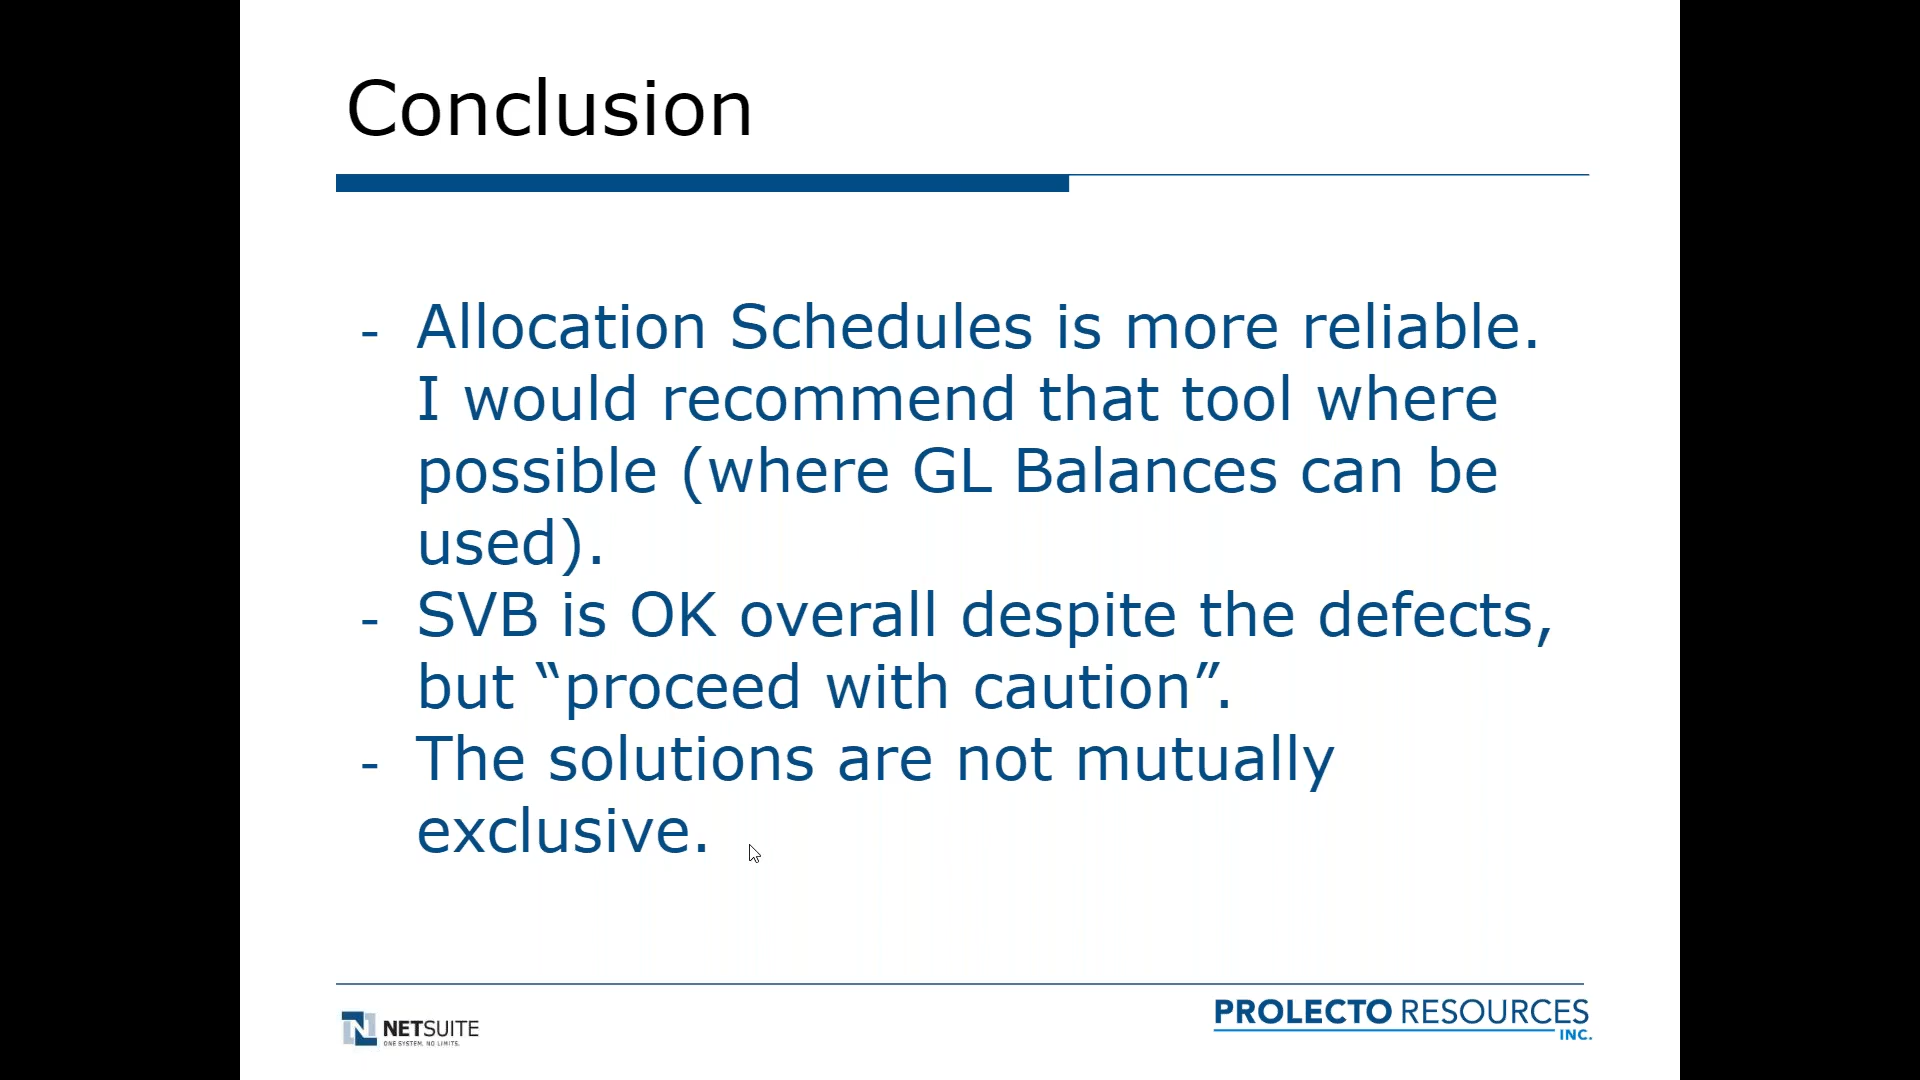 Conclusion
- Allocation Schedules is more reliable.
I would recommend that tool where
possible (where GL Balances can be
used).
- SVB is OK overall despite the defects,
but “proceed with caution”.
- The solutions are not mutually
exclusive.
NETSUITE
ONE SYSTEM. NO LIMITS.
PROLECTO RESOURCES
INC.